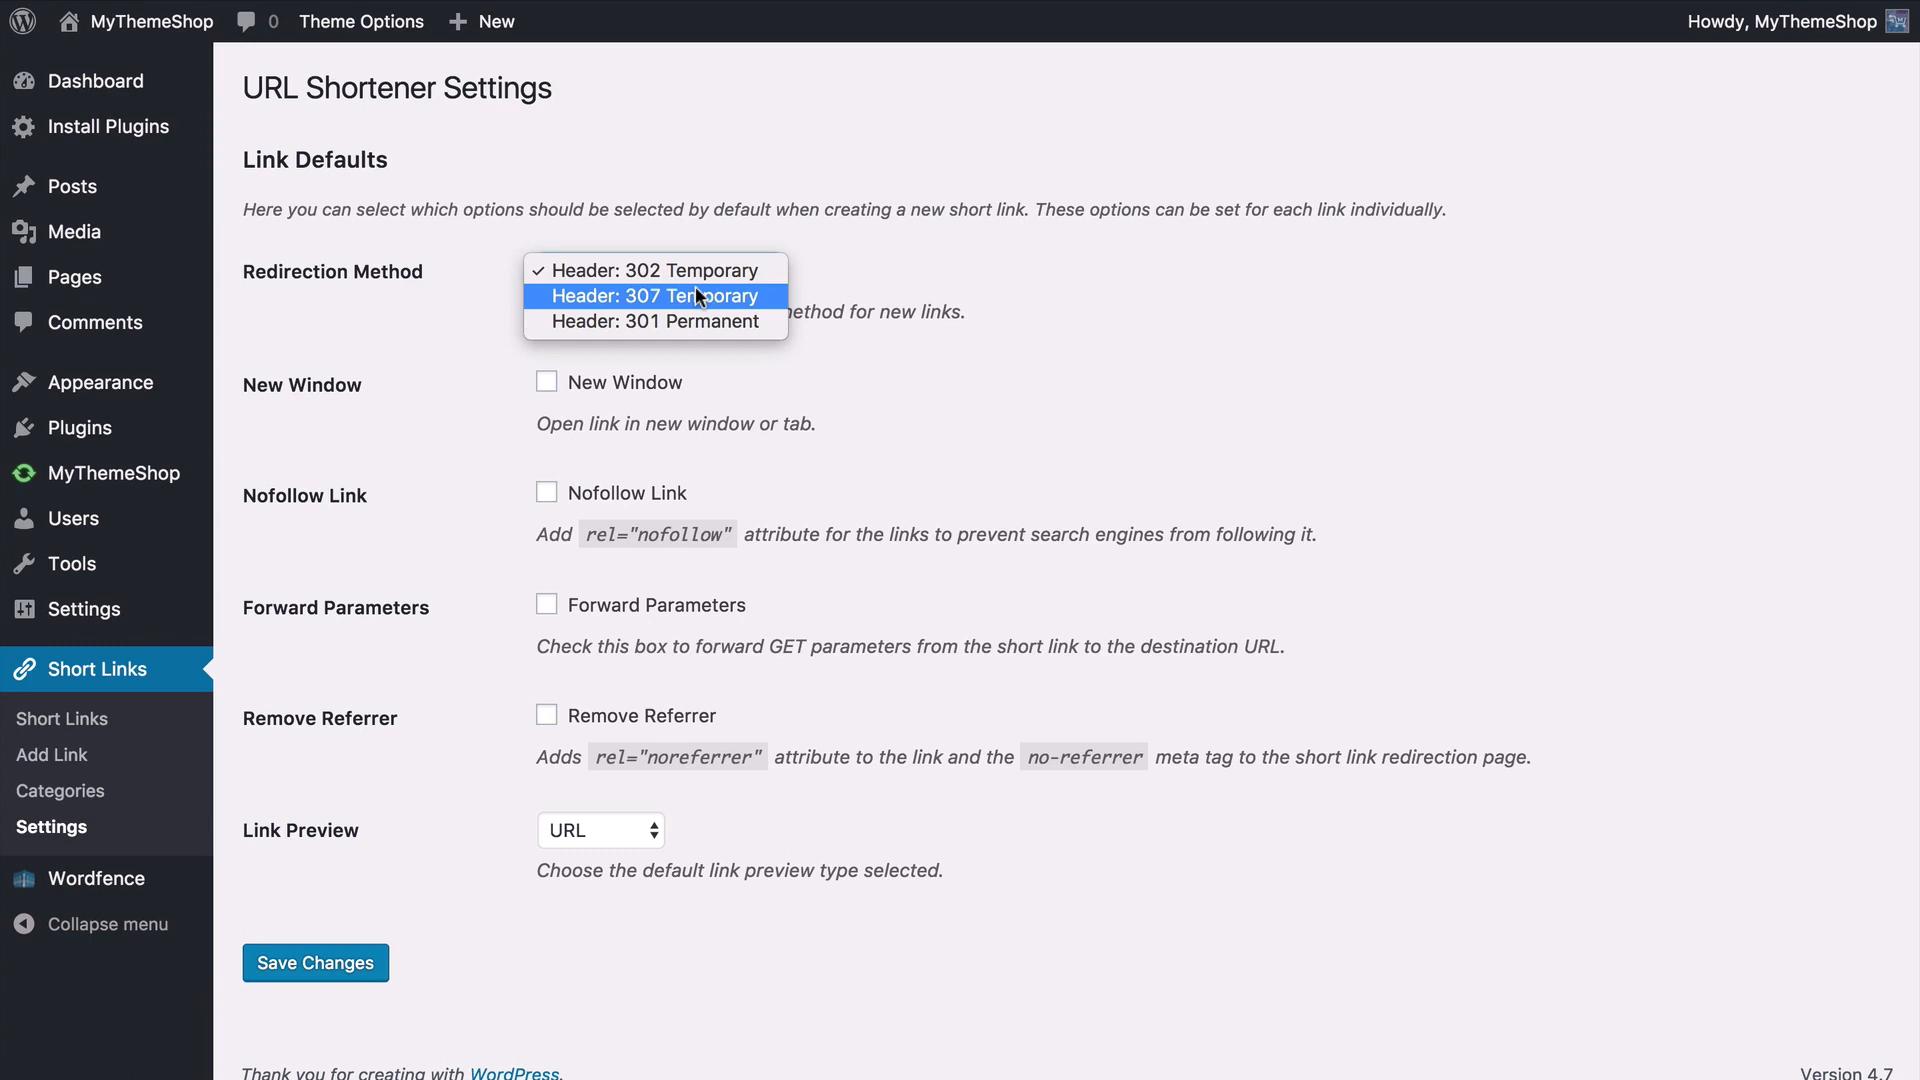 MyThemeShop 0 Theme Options New Howdy, MyThemeShop
Dashboard
Install Plugins
Posts
Media
Pages
Comments
Appearance
Plugins
MyThemeShop
Users
Tools
Settings
Short Links
Short Links
Add Link
Categories
Settings
Wordfence
Collapse menu
URL Shortener Settings
Link Defaults
Here you can select which options should be selected by default when creating a new short link. These options can be set for each link individually.
Redirection Method
Header: 302 Temporary
Header: 307 Temporary
Header: 301 Permanent
for new links.
New Window
New Window
Open link in new window or tab.
Nofollow Link
Nofollow Link
Add rel="nofollow" attribute for the links to prevent search engines from following it.
Forward Parameters
Forward Parameters
Check this box to forward GET parameters from the short link to the destination URL.
Remove Referrer
Remove Referrer
Adds rel="noreferrer" attribute to the link and the no-referrer meta tag to the short link redirection page.
Link Preview
URL
Choose the default link preview type selected.
Save Changes
Thank you for creating with WordPress.
Version 4.7